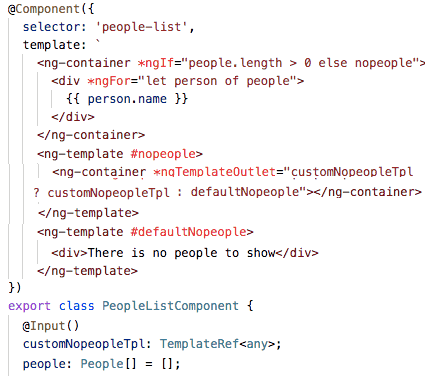 @Component({
  selector: 'people-list',
  template: `
    <ng-container *ngIf="people.length > 0 else nopeople">
      <div *ngFor="let person of people">
        {{ person.name }}
      </div>
    </ng-container>
    <ng-template #nopeople>
      <ng-container *ngTemplateOutlet="customNopeopleTpl
    ? customNopeopleTpl : defaultNopeople"></ng-container>
    </ng-template>
    <ng-template #defaultNopeople>
      <div>There is no people to show</div>
    </ng-template>
})
export class PeopleListComponent {
  @Input()
  customNopeopleTpl: TemplateRef<any>;
  people: People[] = [];